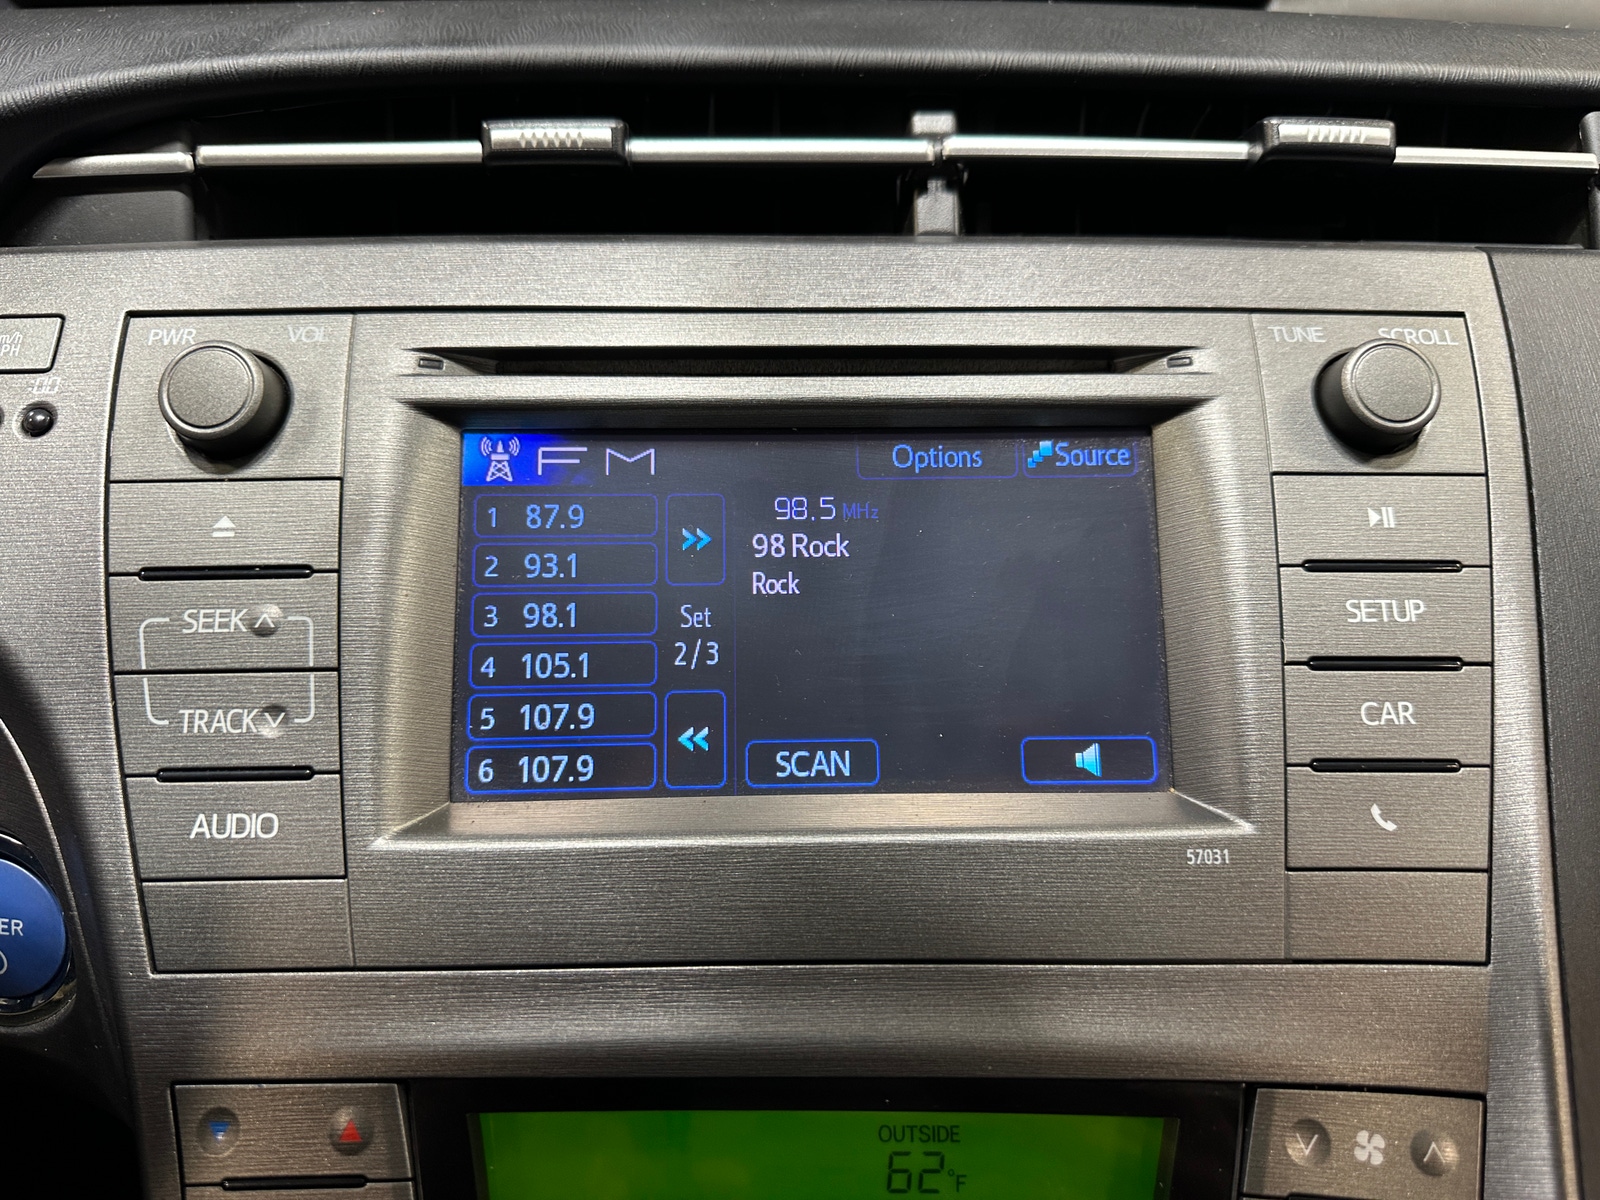 PWR VOL
TUNE SCROLL
:00
FM
Options
Source
1 87.9
2 93.1
3 98.1
4 105.1
5 107.9
6 107.9
Set
2/3
98.5 MHz
98 Rock
Rock
SCAN
SEEK
TRACK
AUDIO
SETUP
CAR
57031
OUTSIDE
62°F